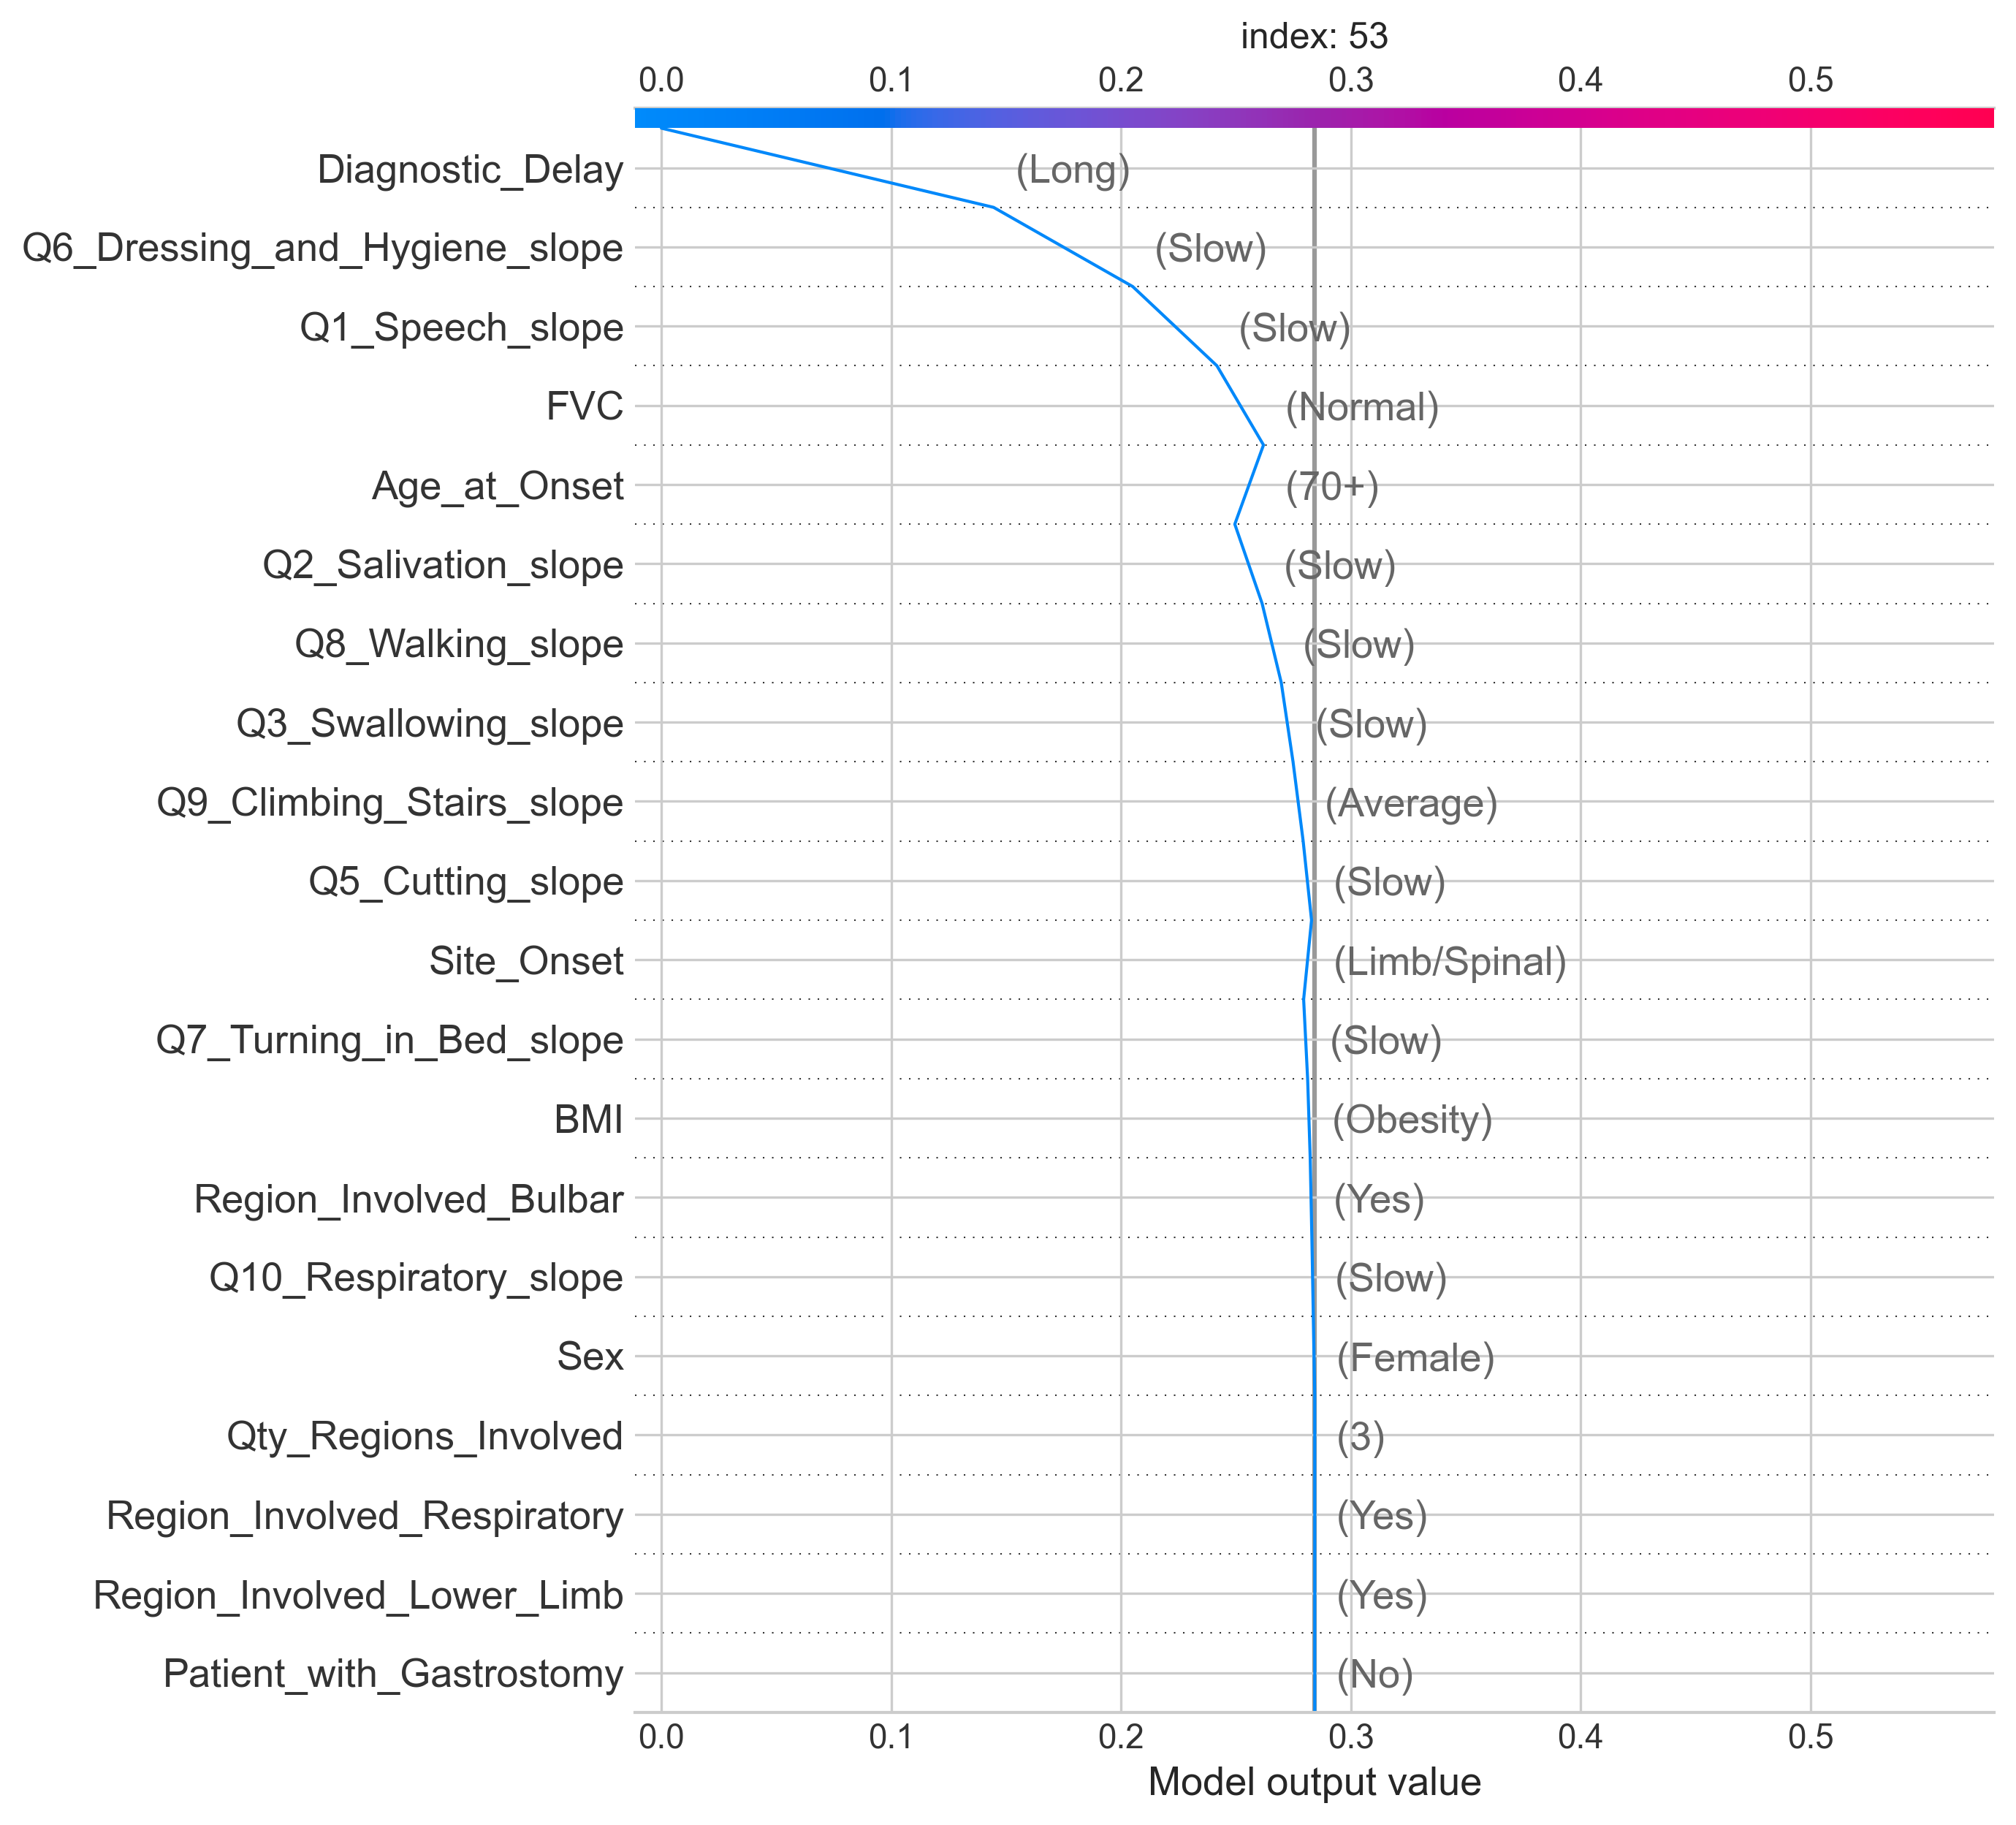 index: 53
0.0 0.1 0.2 0.3 0.4 0.5
Diagnostic_Delay (Long)
Q6_Dressing_and_Hygiene_slope (Slow)
Q1_Speech_slope (Slow)
FVC (Normal)
Age_at_Onset (70+)
Q2_Salivation_slope (Slow)
Q8_Walking_slope (Slow)
Q3_Swallowing_slope (Slow)
Q9_Climbing_Stairs_slope (Average)
Q5_Cutting_slope (Slow)
Site_Onset (Limb/Spinal)
Q7_Turning_in_Bed_slope (Slow)
BMI (Obesity)
Region_Involved_Bulbar (Yes)
Q10_Respiratory_slope (Slow)
Sex (Female)
Qty_Regions_Involved (3)
Region_Involved_Respiratory (Yes)
Region_Involved_Lower_Limb (Yes)
Patient_with_Gastrostomy (No)
0.0 0.1 0.2 0.3 0.4 0.5
Model output value